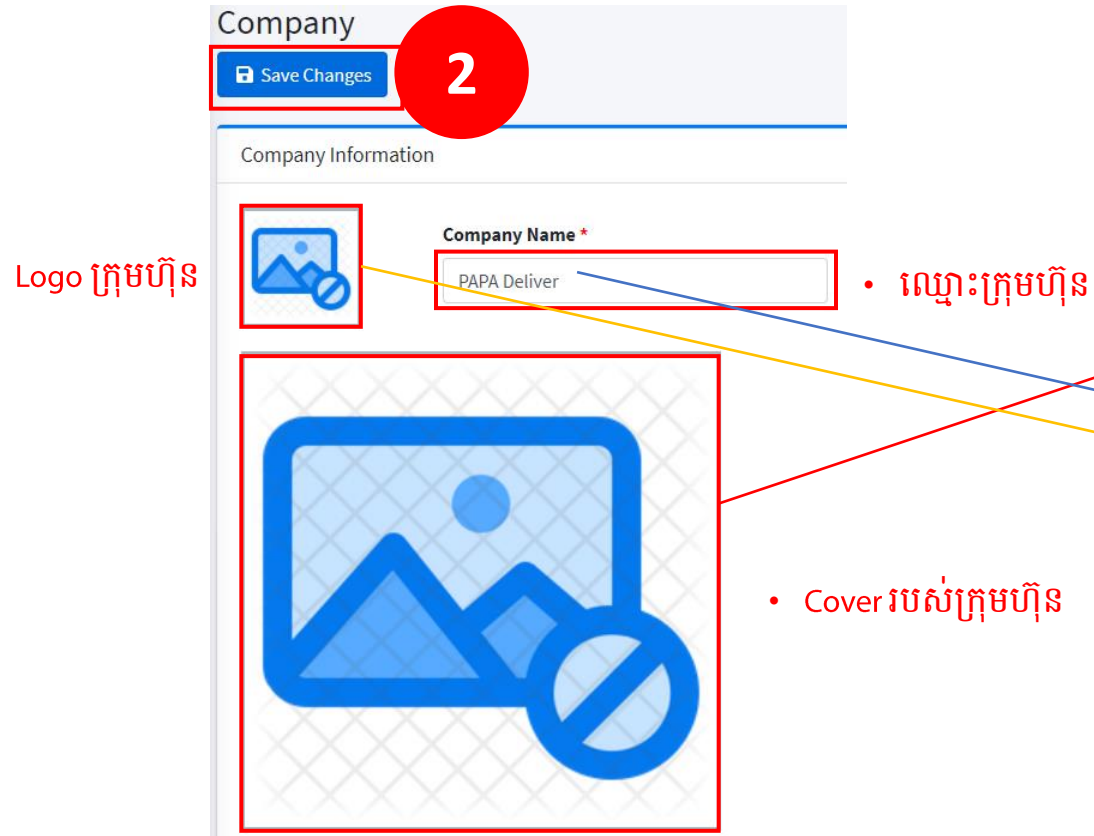 Company
Save Changes
2
Company Information
Logo ក្រុមហ៊ុន
Company Name *
PAPA Deliver
• ឈ្មោះក្រុមហ៊ុន
• Cover របស់ក្រុមហ៊ុន